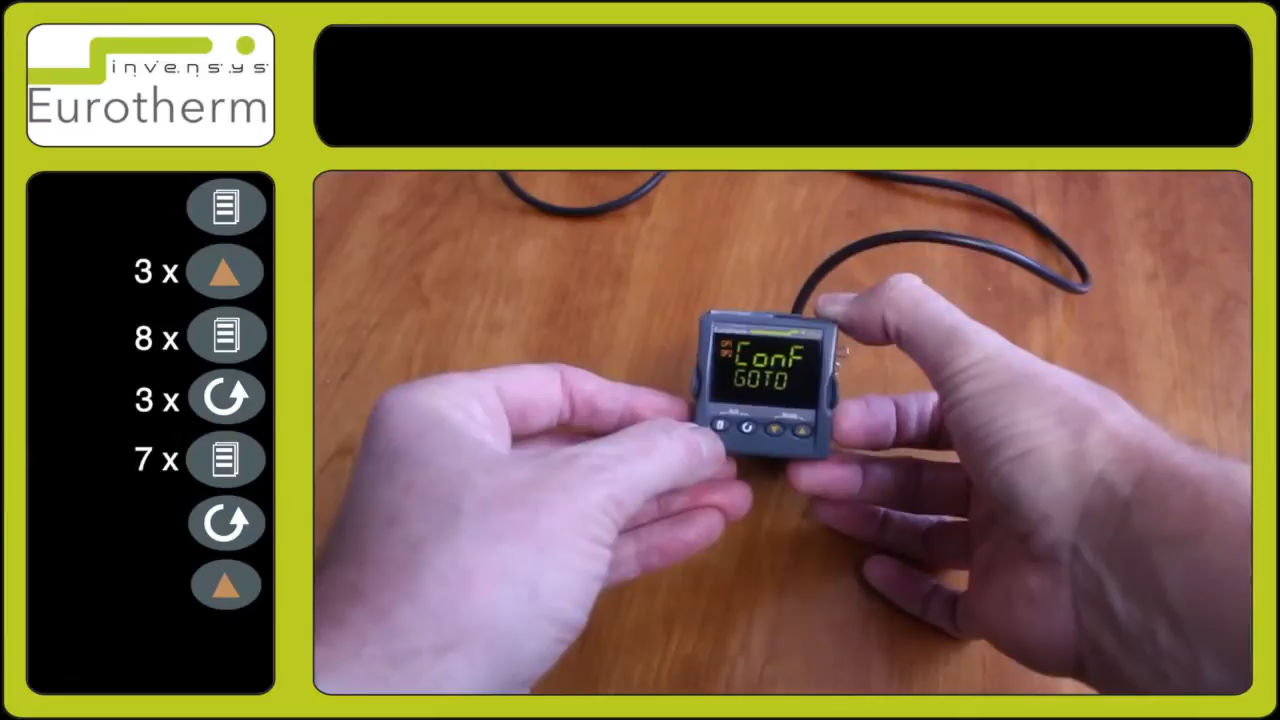 invensys
Eurotherm
3 x
8 x
3 x
7 x
ConF
GOTO